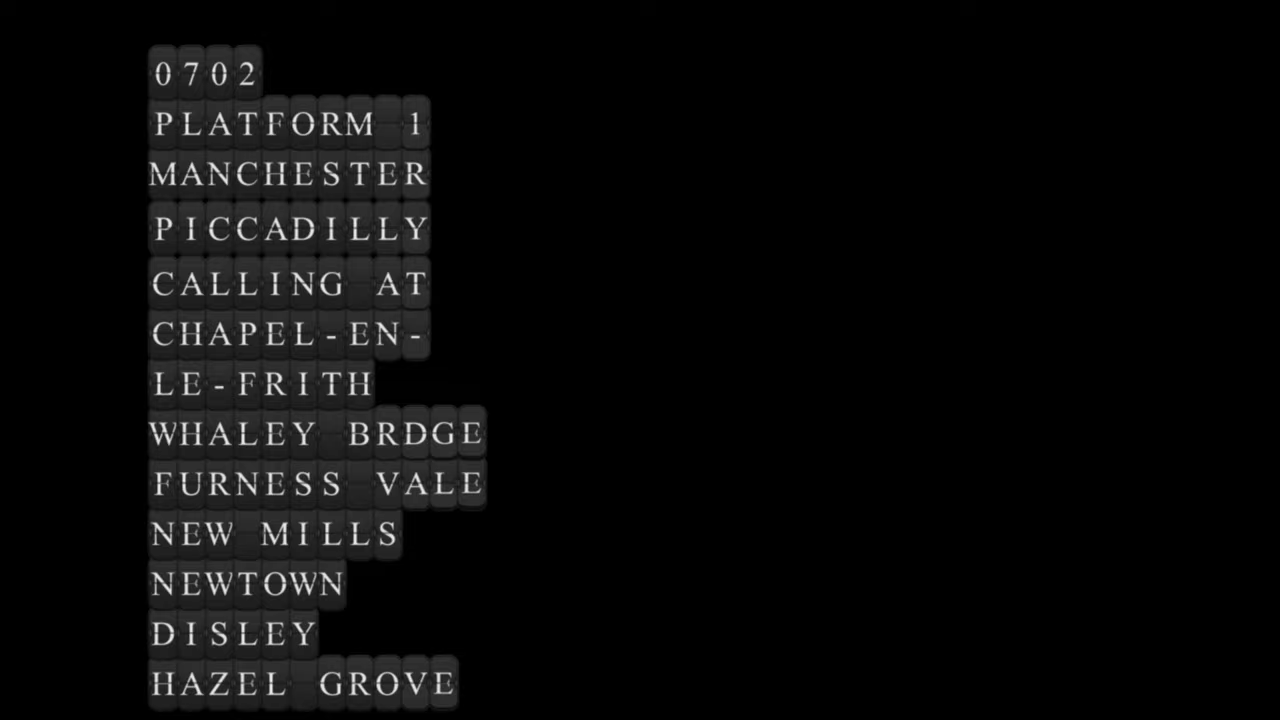 0702
PLATFORM 1
MANCHESTER
PICCADILLY
CALLING AT
CHAPEL-EN-
LE-FRITH
WHALEY BRDGE
FURNESS VALE
NEW MILLS
NEWTOWN
DISLEY
HAZEL GROVE